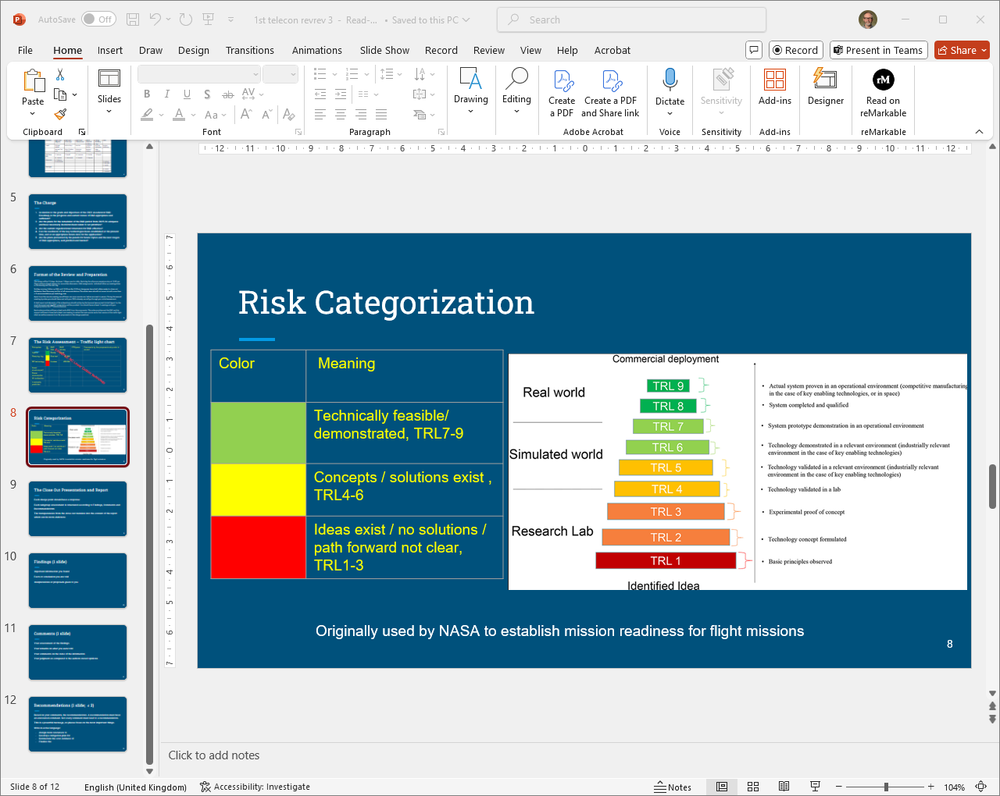 AutoSave
Off
1st telecon revrev 3 - Read-... • Saved to this PC
Search
File
Home
Insert
Draw
Design
Transitions
Animations
Slide Show
Record
Review
View
Help
Acrobat
Record
Present in Teams
Share
Paste
Clipboard
Slides
Font
Paragraph
Drawing
Editing
Create
a PDF
Create a PDF
and Share link
Adobe Acrobat
Dictate
Voice
Sensitivity
Sensitivity
Add-ins
Add-ins
Designer
Read on
reMarkable
reMarkable
5
The Charge
6
Format of the Review and Preparation
7
The Risk Assessment – Traffic light chart
8
Risk Categorization
9
The Close Out Presentation and Report
10
Findings (1 slide)
11
Comments (1 slide)
12
Recommendations (1 slide; < 3)
Risk Categorization
Color
Meaning
Technically feasible/
demonstrated, TRL7-9
Concepts / solutions exist ,
TRL4-6
Ideas exist / no solutions /
path forward not clear,
TRL1-3
Commercial deployment
Real world
Simulated world
Research Lab
TRL 9
TRL 8
TRL 7
TRL 6
TRL 5
TRL 4
TRL 3
TRL 2
TRL 1
Identified Idea
• Actual system proven in an operational environment (competitive manufacturing
in the case of key enabling technologies, or in space)
• System completed and qualified
• System prototype demonstration in an operational environment
• Technology demonstrated in a relevant environment (industrially relevant
environment in the case of key enabling technologies)
• Technology validated in a relevant environment (industrially relevant
environment in the case of key enabling technologies)
• Technology validated in a lab
• Experimental proof of concept
• Technology concept formulated
• Basic principles observed
Originally used by NASA to establish mission readiness for flight missions
8
Click to add notes
Slide 8 of 12
English (United Kingdom)
Accessibility: Investigate
Notes
104%